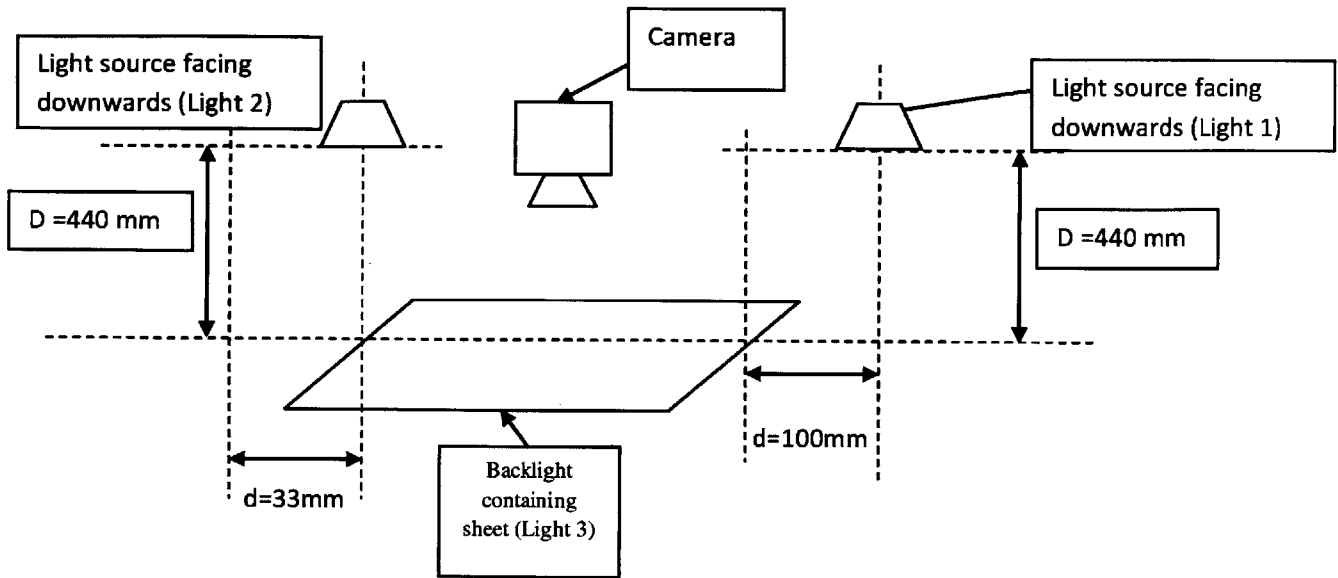 Camera
Light source facing
downwards (Light 2)
Light source facing
downwards (Light 1)
D =440 mm
D =440 mm
d=100mm
d=33mm
Backlight
containing
sheet (Light 3)